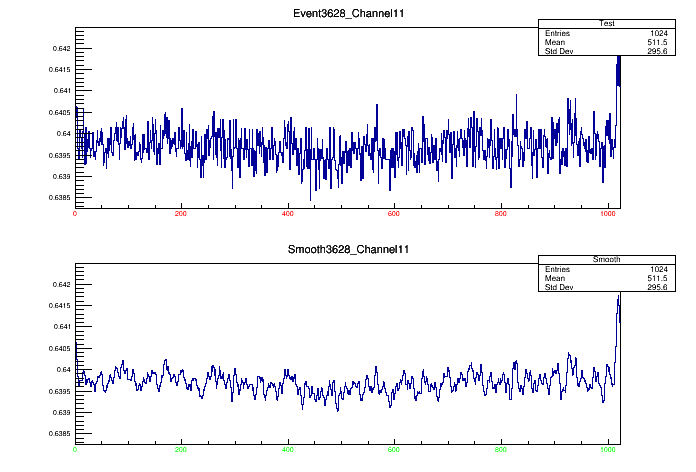 Event3628_Channel11
Test
Entries 1024
Mean 511.5
Std Dev 295.6
0.642
0.6415
0.641
0.6405
0.64
0.6395
0.639
0.6385
0 200 400 600 800 1000
Smooth3628_Channel11
Smooth
Entries 1024
Mean 511.5
Std Dev 295.6
0.642
0.6415
0.641
0.6405
0.64
0.6395
0.639
0.6385
0 200 400 600 800 1000